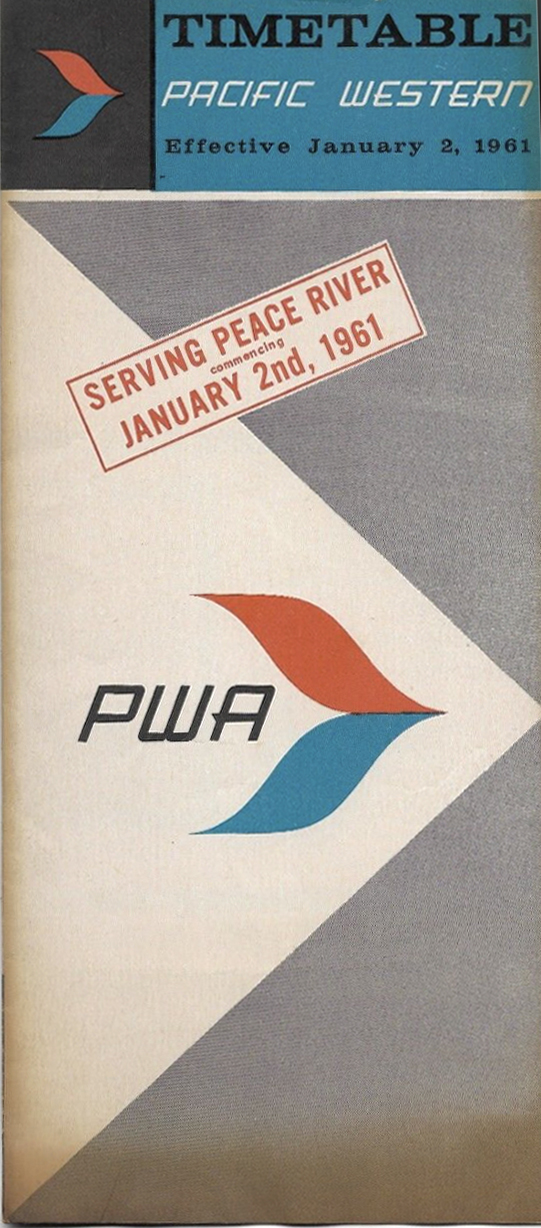 TIMETABLE
PACIFIC WESTERN
Effective January 2, 1961
SERVING PEACE RIVER
commencing
JANUARY 2nd, 1961
PWA